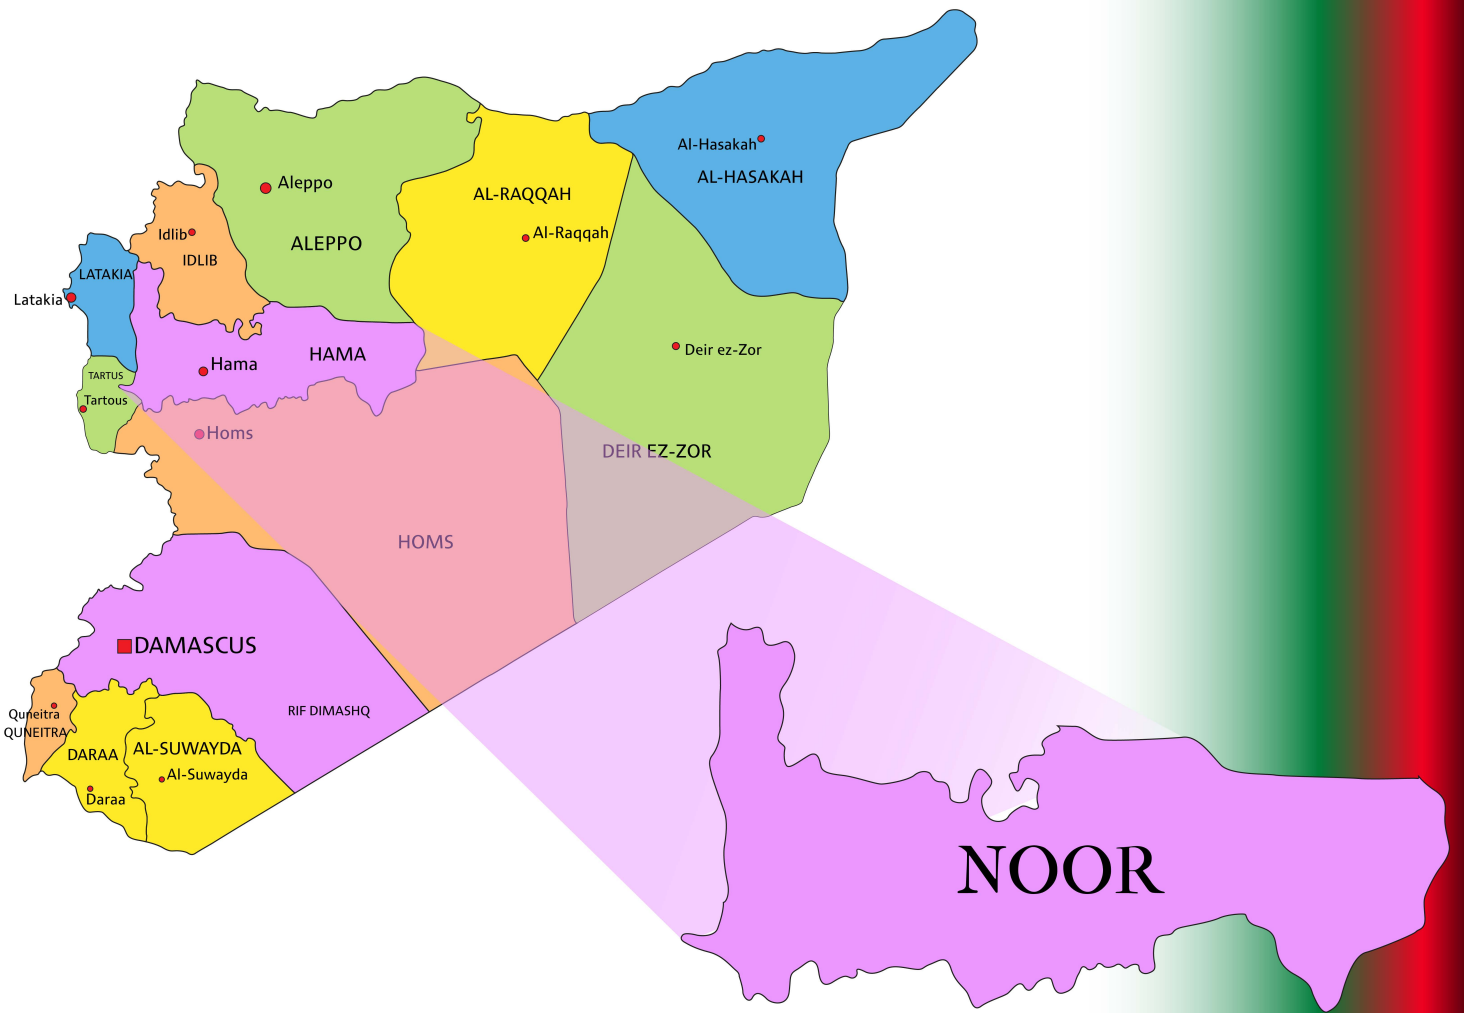 Al-Hasakah
AL-HASAKAH
Aleppo
AL-RAQQAH
Al-Raqqah
Idlib
IDLIB
ALEPPO
LATAKIA
Latakia
Hama
HAMA
Deir ez-Zor
TARTUS
Tartous
Homs
DEIR EZ-ZOR
HOMS
DAMASCUS
Quneitra
QUNEITRA
RIF DIMASHQ
DARAA
AL-SUWAYDA
Al-Suwayda
Daraa
NOOR